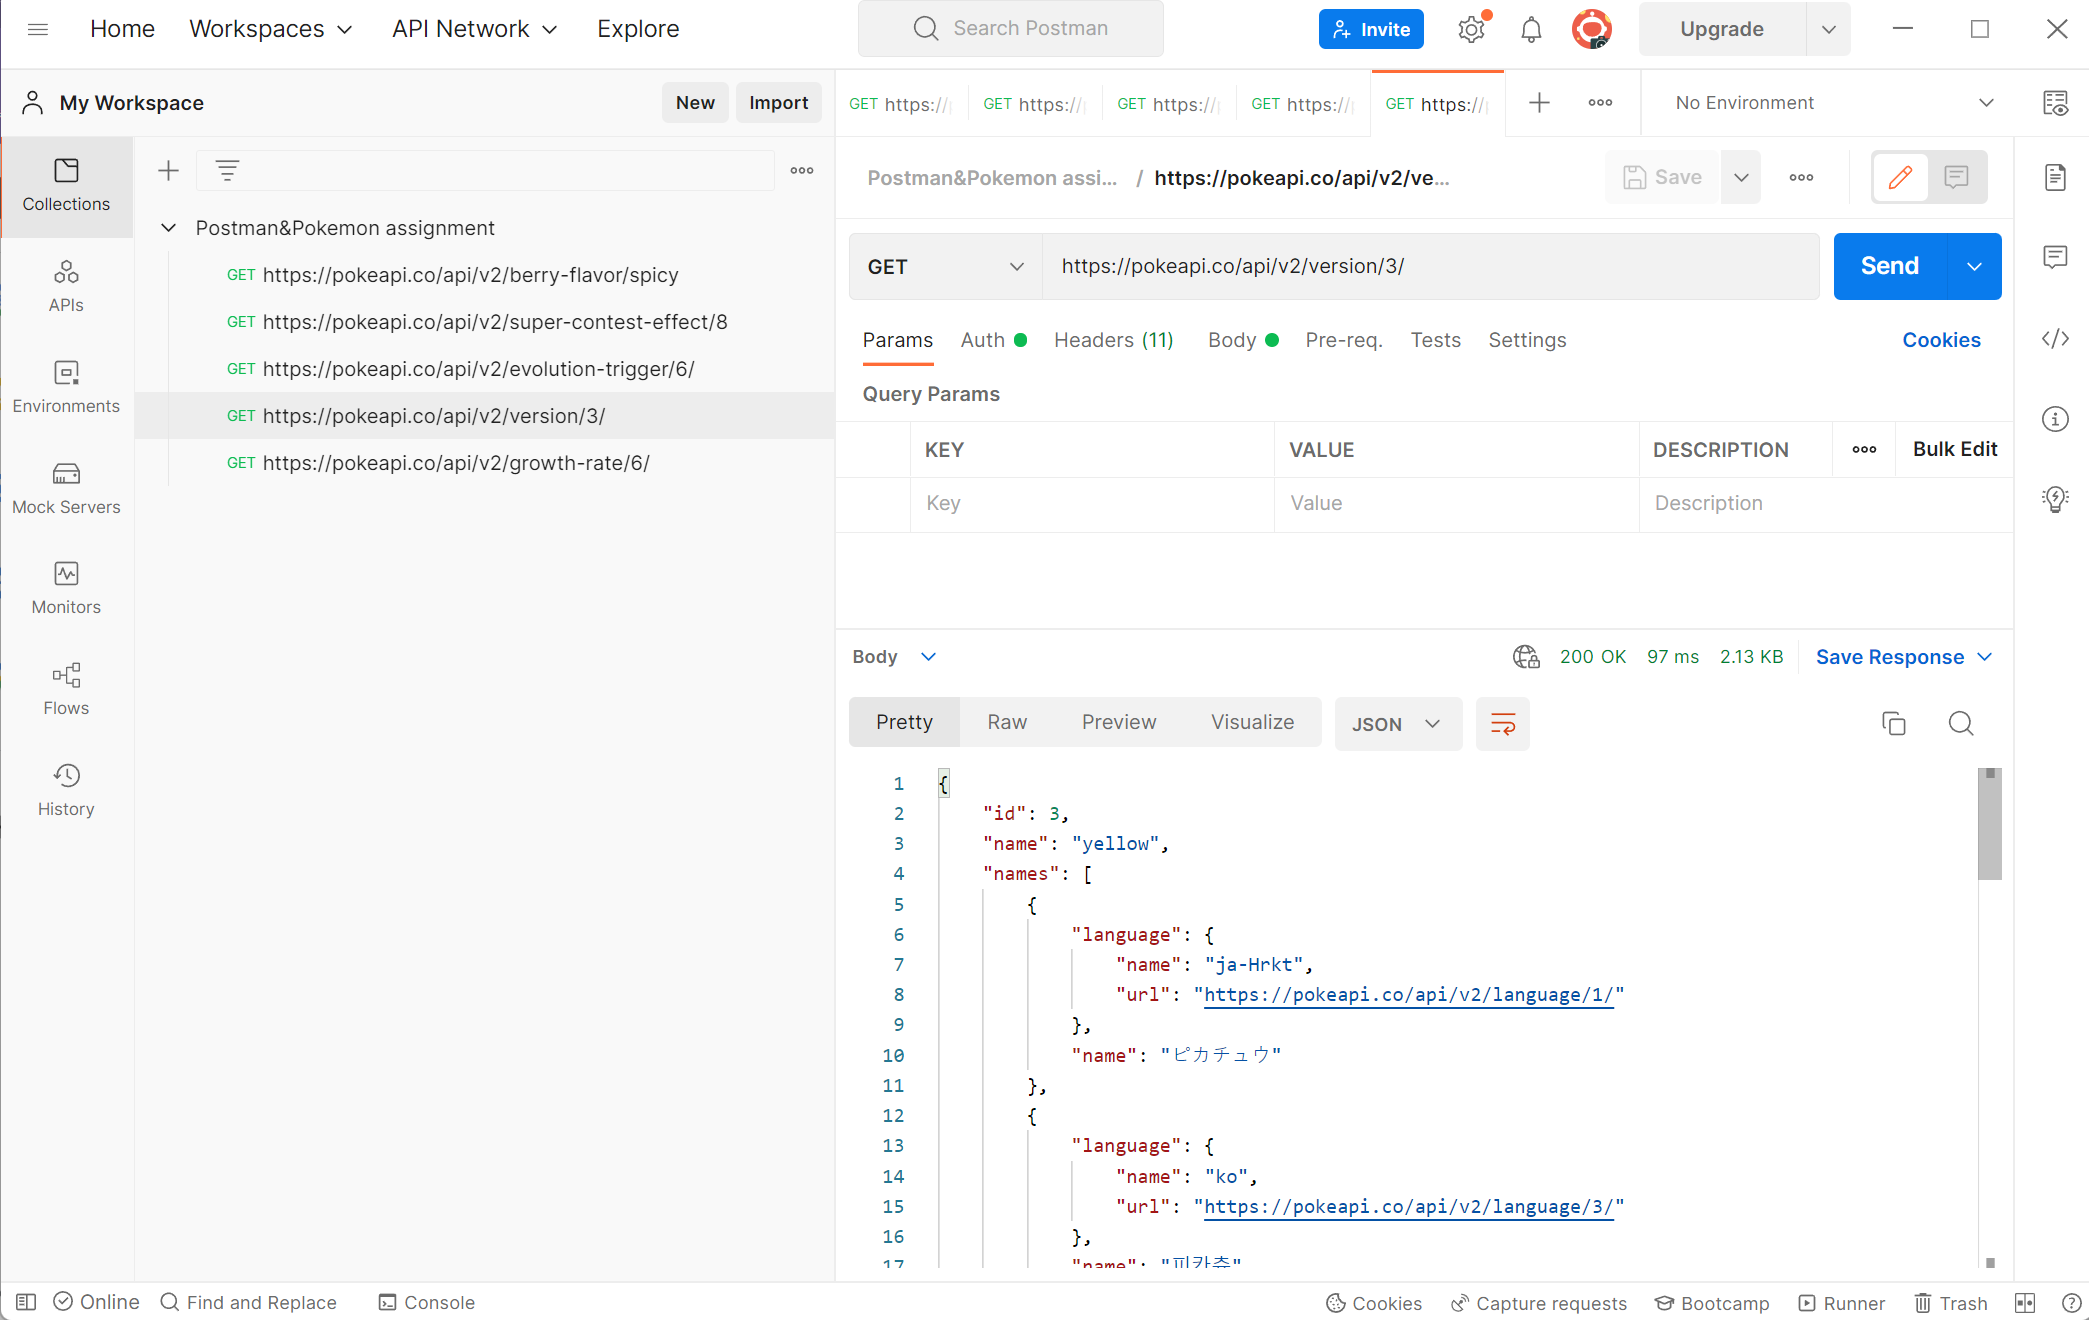 Home Workspaces API Network Explore Search Postman Invite Upgrade
My Workspace New Import
GET https:// GET https:// GET https:// GET https:// GET https:// No Environment
Collections
APIs
Environments
Mock Servers
Monitors
Flows
History
Postman&Pokemon assignment
GET https://pokeapi.co/api/v2/berry-flavor/spicy
GET https://pokeapi.co/api/v2/super-contest-effect/8
GET https://pokeapi.co/api/v2/evolution-trigger/6/
GET https://pokeapi.co/api/v2/version/3/
GET https://pokeapi.co/api/v2/growth-rate/6/
Postman&Pokemon assi... / https://pokeapi.co/api/v2/ve... Save
GET https://pokeapi.co/api/v2/version/3/ Send
Params Auth Headers (11) Body Pre-req. Tests Settings Cookies
Query Params
KEY VALUE DESCRIPTION Bulk Edit
Key Value Description
Body 200 OK 97 ms 2.13 KB Save Response
Pretty Raw Preview Visualize JSON
1 {
2 "id": 3,
3 "name": "yellow",
4 "names": [
5 {
6 "language": {
7 "name": "ja-Hrkt",
8 "url": "https://pokeapi.co/api/v2/language/1/"
9 },
10 "name": "ピカチュウ"
11 },
12 {
13 "language": {
14 "name": "ko",
15 "url": "https://pokeapi.co/api/v2/language/3/"
16 },
17 "name": "피카츄"
Online Find and Replace Console Cookies Capture requests Bootcamp Runner Trash